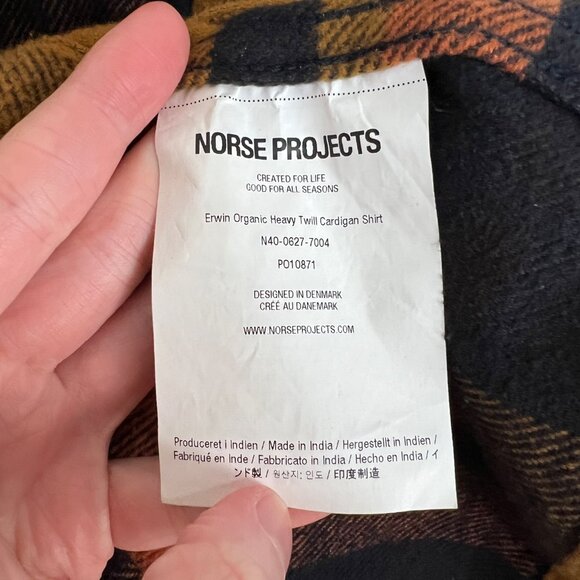 NORSE PROJECTS
CREATED FOR LIFE
GOOD FOR ALL SEASONS
Erwin Organic Heavy Twill Cardigan Shirt
N40-0627-7004
PO10871
DESIGNED IN DENMARK
CRÉÉ AU DANEMARK
WWW.NORSEPROJECTS.COM
Produceret i Indien / Made in India / Hergestellt in Indien /
Fabriqué en Inde / Fabbricato in India / Hecho en India / イ
ンド製 / 원산지: 인도 / 印度制造